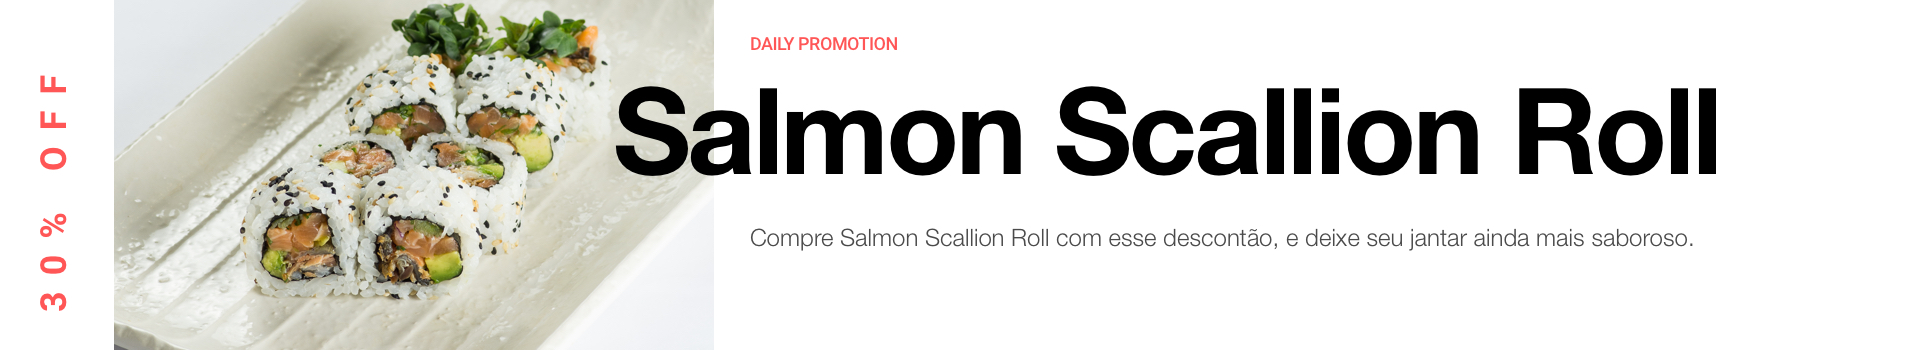 30% OFF
DAILY PROMOTION
Salmon Scallion Roll
Compre Salmon Scallion Roll com esse descontão, e deixe seu jantar ainda mais saboroso.